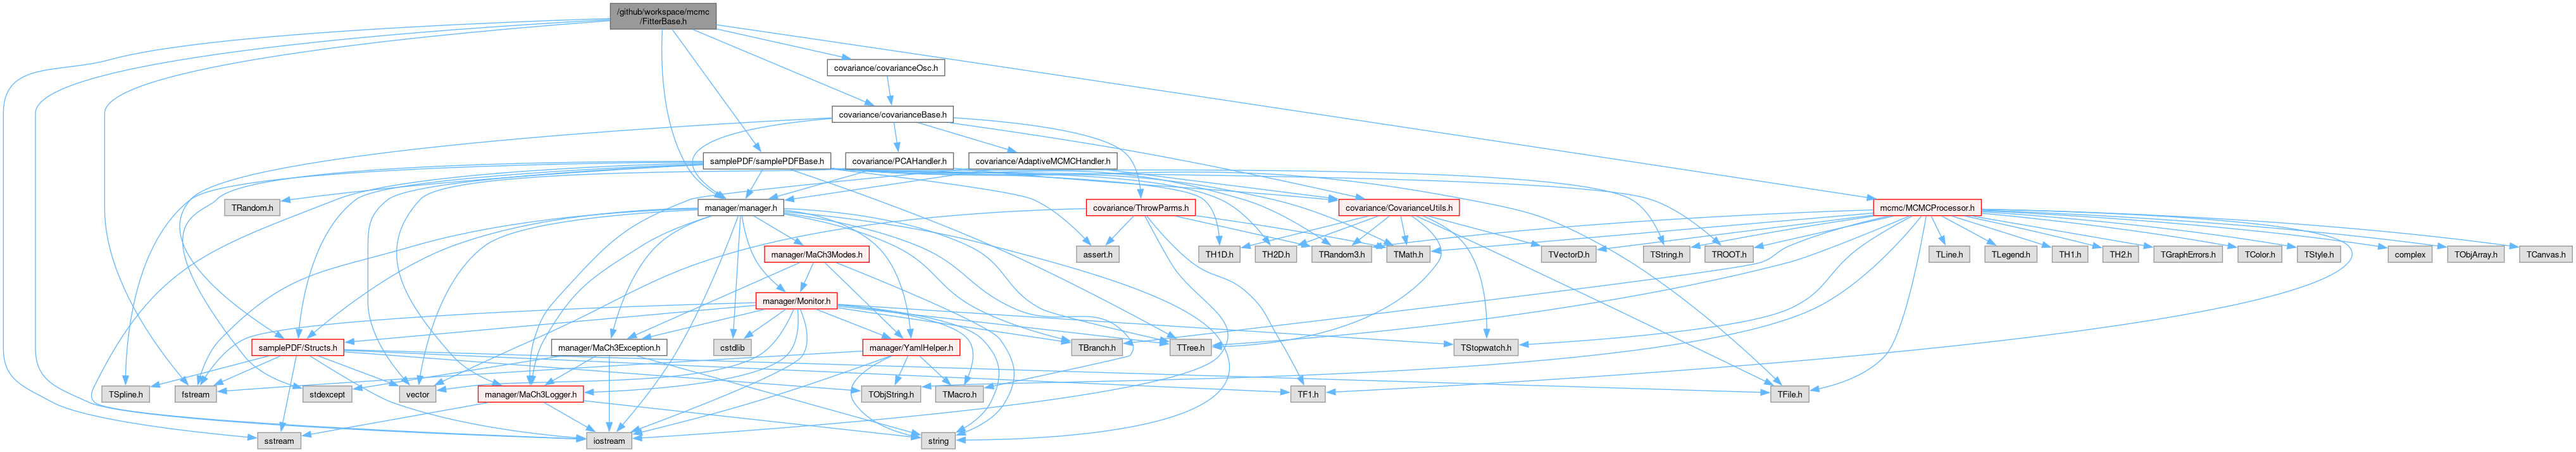 /github/workspace/mcmc
/FitterBase.h
covariance/covarianceOsc.h
covariance/covarianceBase.h
samplePDF/samplePDFBase.h
covariance/PCAHandler.h
covariance/AdaptiveMCMCHandler.h
TRandom.h
manager/manager.h
covariance/ThrowParms.h
covariance/CovarianceUtils.h
mcmc/MCMCProcessor.h
manager/MaCh3Modes.h
assert.h
TH1D.h
TH2D.h
TRandom3.h
TMath.h
TVectorD.h
TString.h
TROOT.h
TLine.h
TLegend.h
TH1.h
TH2.h
TGraphErrors.h
TColor.h
TStyle.h
complex
TObjArray.h
TCanvas.h
manager/Monitor.h
samplePDF/Structs.h
manager/MaCh3Exception.h
cstdlib
manager/YamlHelper.h
TBranch.h
TTree.h
TStopwatch.h
TSpline.h
fstream
stdexcept
vector
manager/MaCh3Logger.h
TObjString.h
TMacro.h
TF1.h
TFile.h
sstream
iostream
string